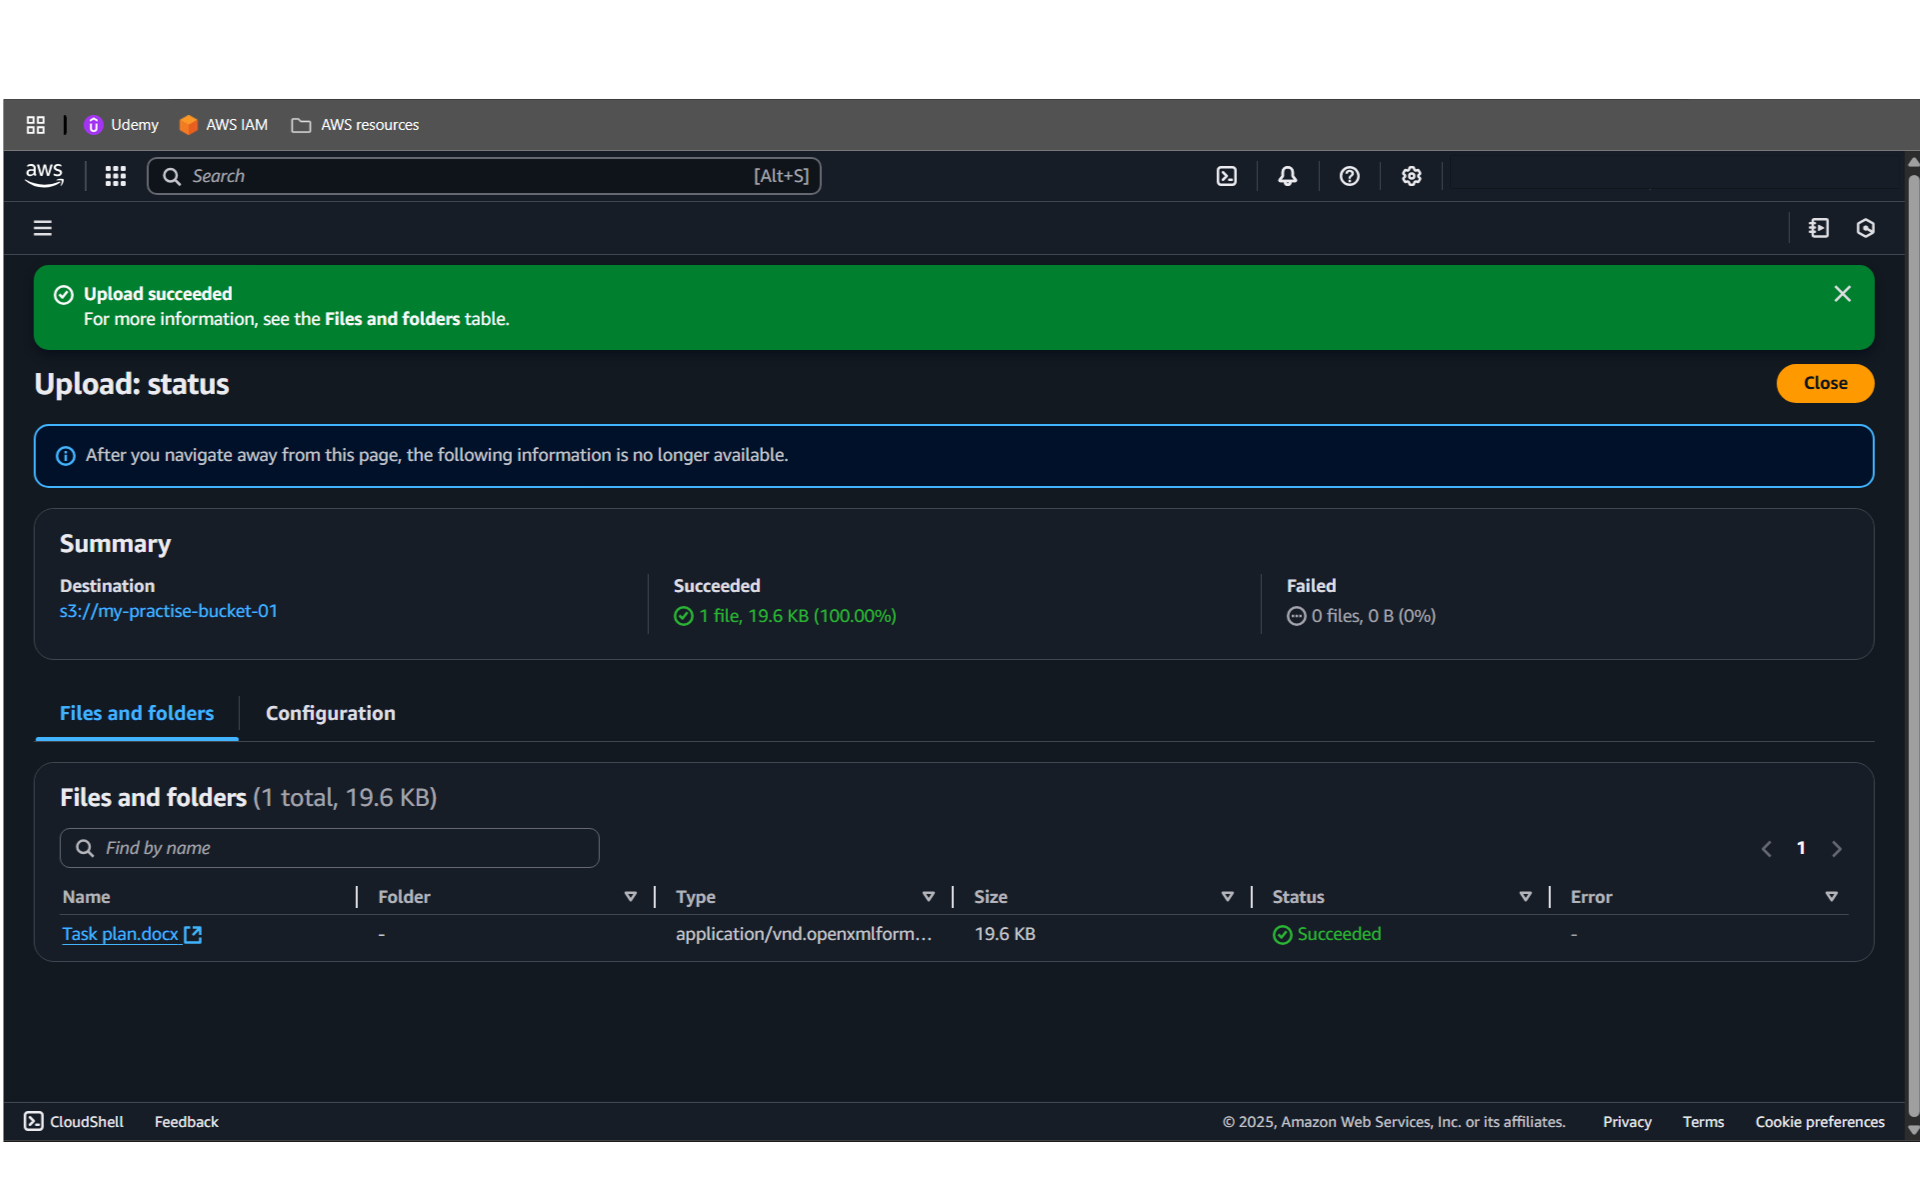 Udemy AWS IAM AWS resources
aws Search [Alt+S]
Upload succeeded
For more information, see the Files and folders table.
Upload: status
Close
After you navigate away from this page, the following information is no longer available.
Summary
Destination
s3://my-practise-bucket-01
Succeeded
1 file, 19.6 KB (100.00%)
Failed
0 files, 0 B (0%)
Files and folders Configuration
Files and folders (1 total, 19.6 KB)
Find by name
1
Name Folder Type Size Status Error
Task plan.docx - application/vnd.openxmlform... 19.6 KB Succeeded -
CloudShell Feedback © 2025, Amazon Web Services, Inc. or its affiliates. Privacy Terms Cookie preferences